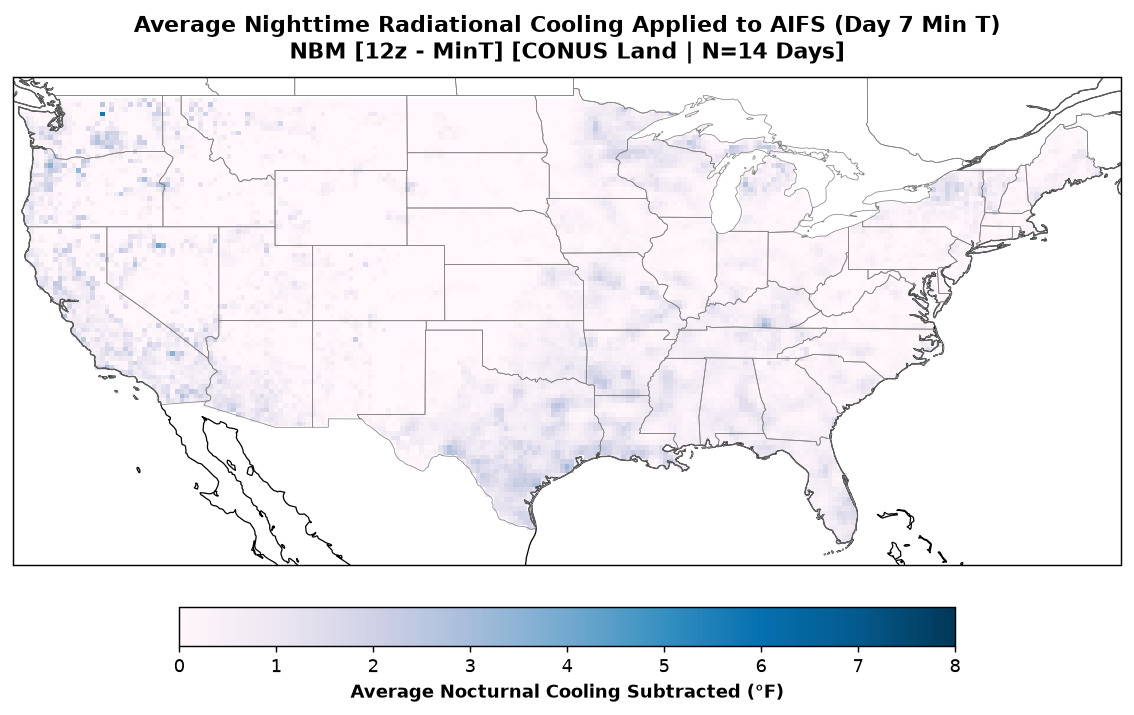 Average Nighttime Radiational Cooling Applied to AIFS (Day 7 Min T)
NBM [12z - MinT] [CONUS Land | N=14 Days]
0 1 2 3 4 5 6 7 8
Average Nocturnal Cooling Subtracted (°F)